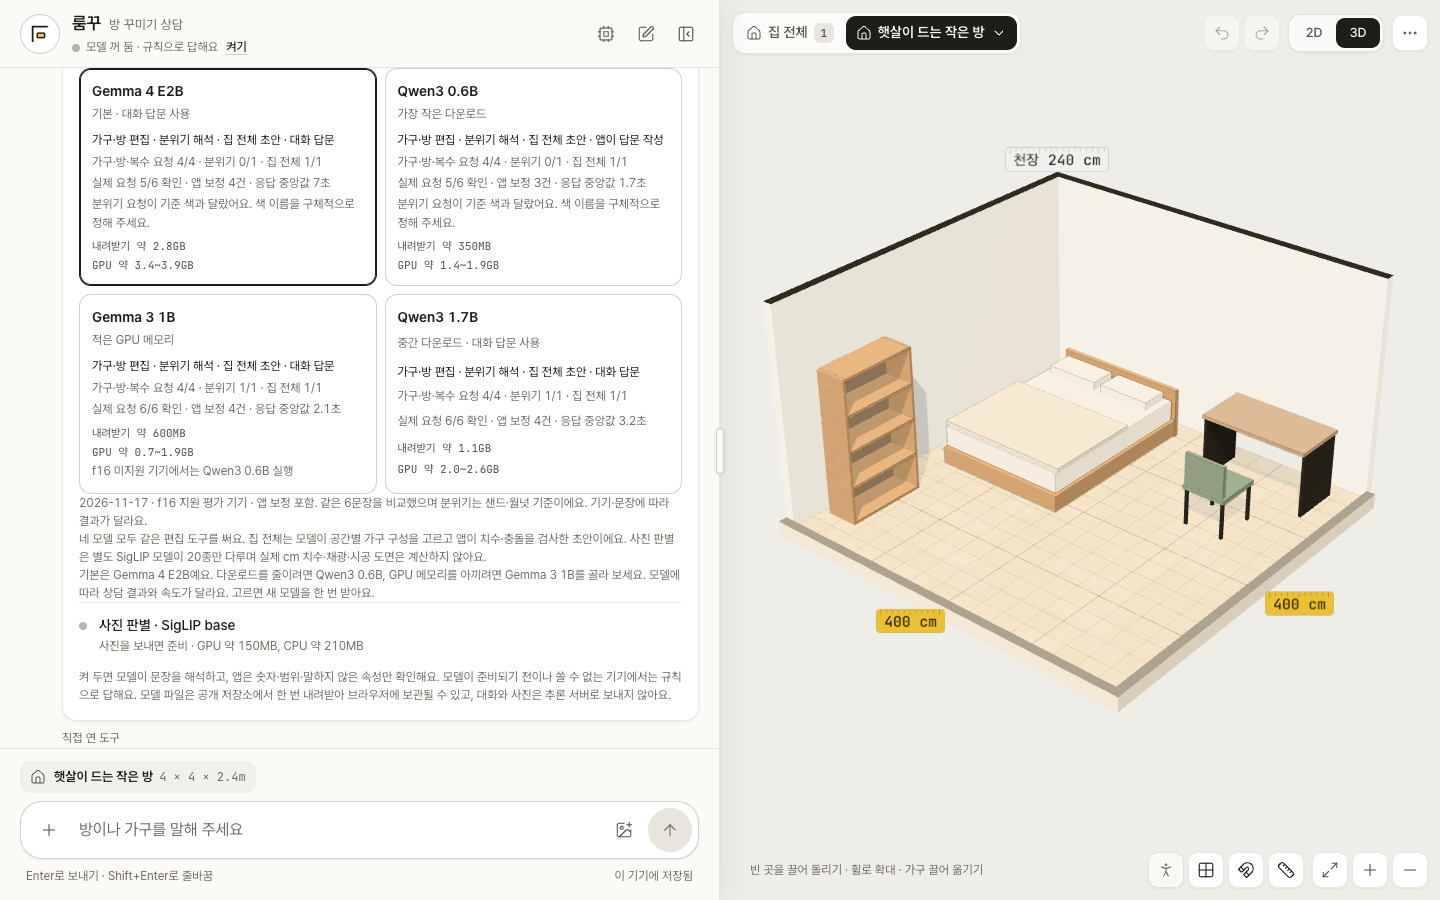 룸꾸 방 꾸미기 상담
모델 꺼 둠 · 규칙으로 답해요 켜기
Gemma 4 E2B
기본 · 대화 답문 사용
가구·방 편집 · 분위기 해석 · 집 전체 초안 · 대화 답문
가구·방·복수 요청 4/4 · 분위기 0/1 · 집 전체 1/1
실제 요청 5/6 확인 · 앱 보정 4건 · 응답 중앙값 7초
분위기 요청이 기준 색과 달랐어요. 색 이름을 구체적으로
정해 주세요.
내려받기 약 2.8GB
GPU 약 3.4~3.9GB
Qwen3 0.6B
가장 작은 다운로드
가구·방 편집 · 분위기 해석 · 집 전체 초안 · 앱이 답문 작성
가구·방·복수 요청 4/4 · 분위기 0/1 · 집 전체 1/1
실제 요청 5/6 확인 · 앱 보정 3건 · 응답 중앙값 1.7초
분위기 요청이 기준 색과 달랐어요. 색 이름을 구체적으로
정해 주세요.
내려받기 약 350MB
GPU 약 1.4~1.9GB
Gemma 3 1B
적은 GPU 메모리
가구·방 편집 · 분위기 해석 · 집 전체 초안 · 대화 답문
가구·방·복수 요청 4/4 · 분위기 1/1 · 집 전체 1/1
실제 요청 6/6 확인 · 앱 보정 4건 · 응답 중앙값 2.1초
내려받기 약 600MB
GPU 약 0.7~1.9GB
f16 미지원 기기에서는 Qwen3 0.6B 실행
Qwen3 1.7B
중간 다운로드 · 대화 답문 사용
가구·방 편집 · 분위기 해석 · 집 전체 초안 · 대화 답문
가구·방·복수 요청 4/4 · 분위기 1/1 · 집 전체 1/1
실제 요청 6/6 확인 · 앱 보정 4건 · 응답 중앙값 3.2초
내려받기 약 1.1GB
GPU 약 2.0~2.6GB
2026-11-17 · f16 지원 평가 기기 · 앱 보정 포함. 같은 6문장을 비교했으며 분위기는 샌드·월넛 기준이에요. 기기·문장에 따라
결과가 달라요.
네 모델 모두 같은 편집 도구를 써요. 집 전체는 모델이 공간별 가구 구성을 고르고 앱이 치수·충돌을 검사한 초안이에요. 사진 판별
은 별도 SigLIP 모델이 20종만 다루며 실제 cm 치수·채광·시공 도면은 계산하지 않아요.
기본은 Gemma 4 E2B예요. 다운로드를 줄이려면 Qwen3 0.6B, GPU 메모리를 아끼려면 Gemma 3 1B를 골라 보세요. 모델에
따라 상담 결과와 속도가 달라요. 고르면 새 모델을 한 번 받아요.
사진 판별 · SigLIP base
사진을 보내면 준비 · GPU 약 150MB, CPU 약 210MB
켜 두면 모델이 문장을 해석하고, 앱은 숫자·범위·말하지 않은 속성만 확인해요. 모델이 준비되기 전이나 쓸 수 없는 기기에서는 규칙
으로 답해요. 모델 파일은 공개 저장소에서 한 번 내려받아 브라우저에 보관될 수 있고, 대화와 사진은 추론 서버로 보내지 않아요.
직접 연 도구
햇살이 드는 작은 방 4 × 4 × 2.4m
방이나 가구를 말해 주세요
Enter로 보내기 · Shift+Enter로 줄바꿈
이 기기에 저장됨
집 전체 1
햇살이 드는 작은 방
2D
3D
천장 240 cm
400 cm
400 cm
빈 곳을 끌어 돌리기 · 휠로 확대 · 가구 끌어 옮기기